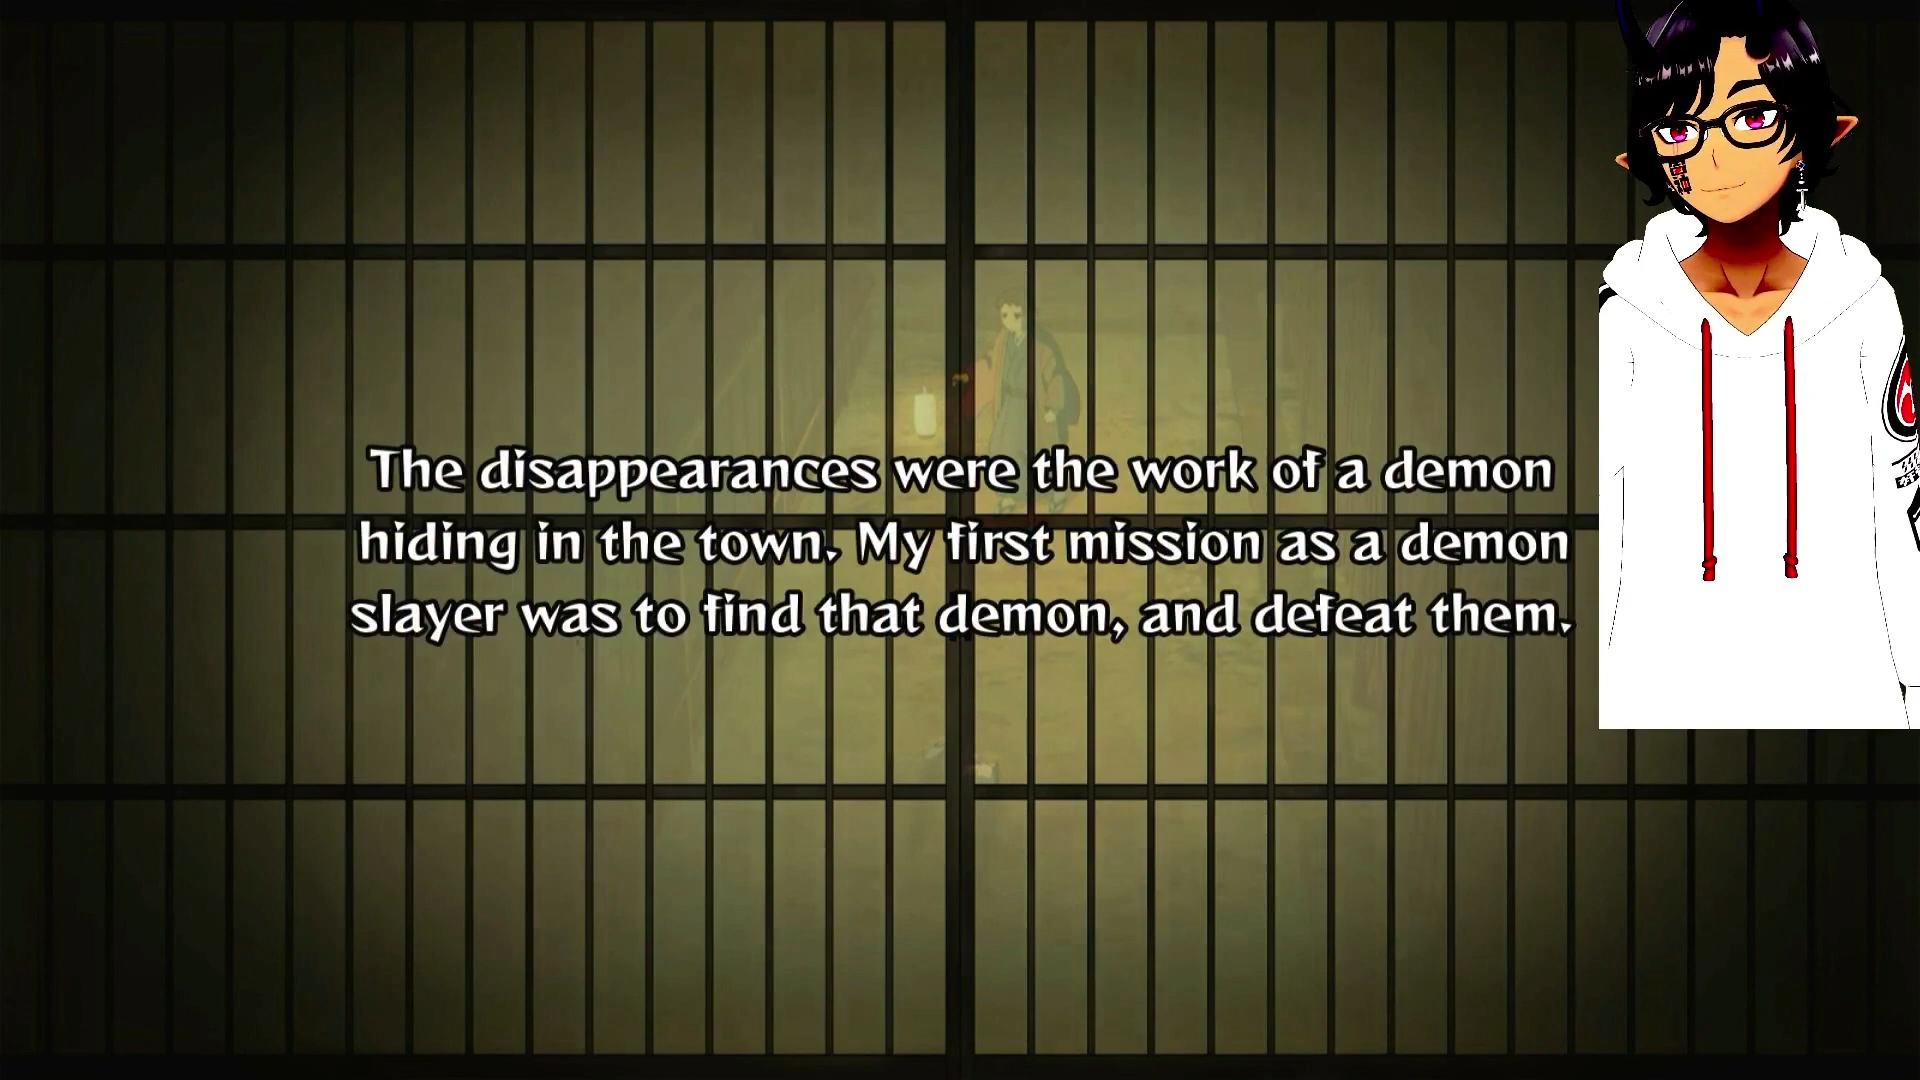 The disappearances were the work of a demon
hiding in the town. My first mission as a demon
slayer was to find that demon, and defeat them.